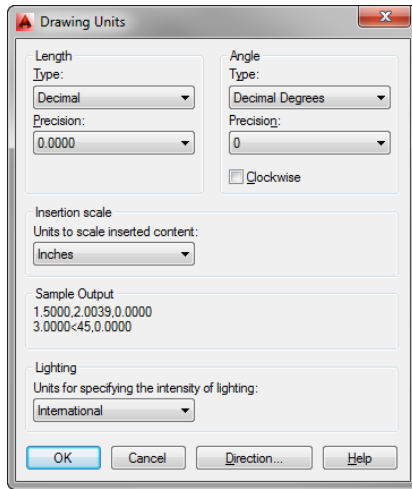 Drawing Units
Length
Type:
Decimal
Precision:
0.0000
Angle
Type:
Decimal Degrees
Precision:
0
Clockwise
Insertion scale
Units to scale inserted content:
Inches
Sample Output
1.5000,2.0039,0.0000
3.0000<45,0.0000
Lighting
Units for specifying the intensity of lighting:
International
OK Cancel Direction... Help